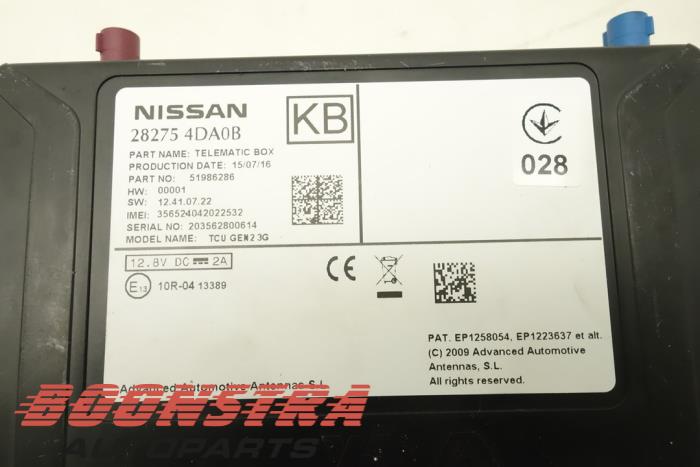 NISSAN
28275 4DA0B
KB
028
PART NAME: TELEMATIC BOX
PRODUCTION DATE: 15/07/16
PART NO: 51986286
HW: 00001
SW: 12.41.07.22
IMEI: 356524042022532
SERIAL NO: 203562800614
MODEL NAME: TCU GEN2 3G
12.8V DC 2A
E13 10R-04 13389
CE
PAT. EP1258054, EP1223637 et alt.
(C) 2009 Advanced Automotive
Antennas, S.L.
All rights reserved.
Advanced Automotive Antennas S.L.
BOONSTRA
AUTOPARTS